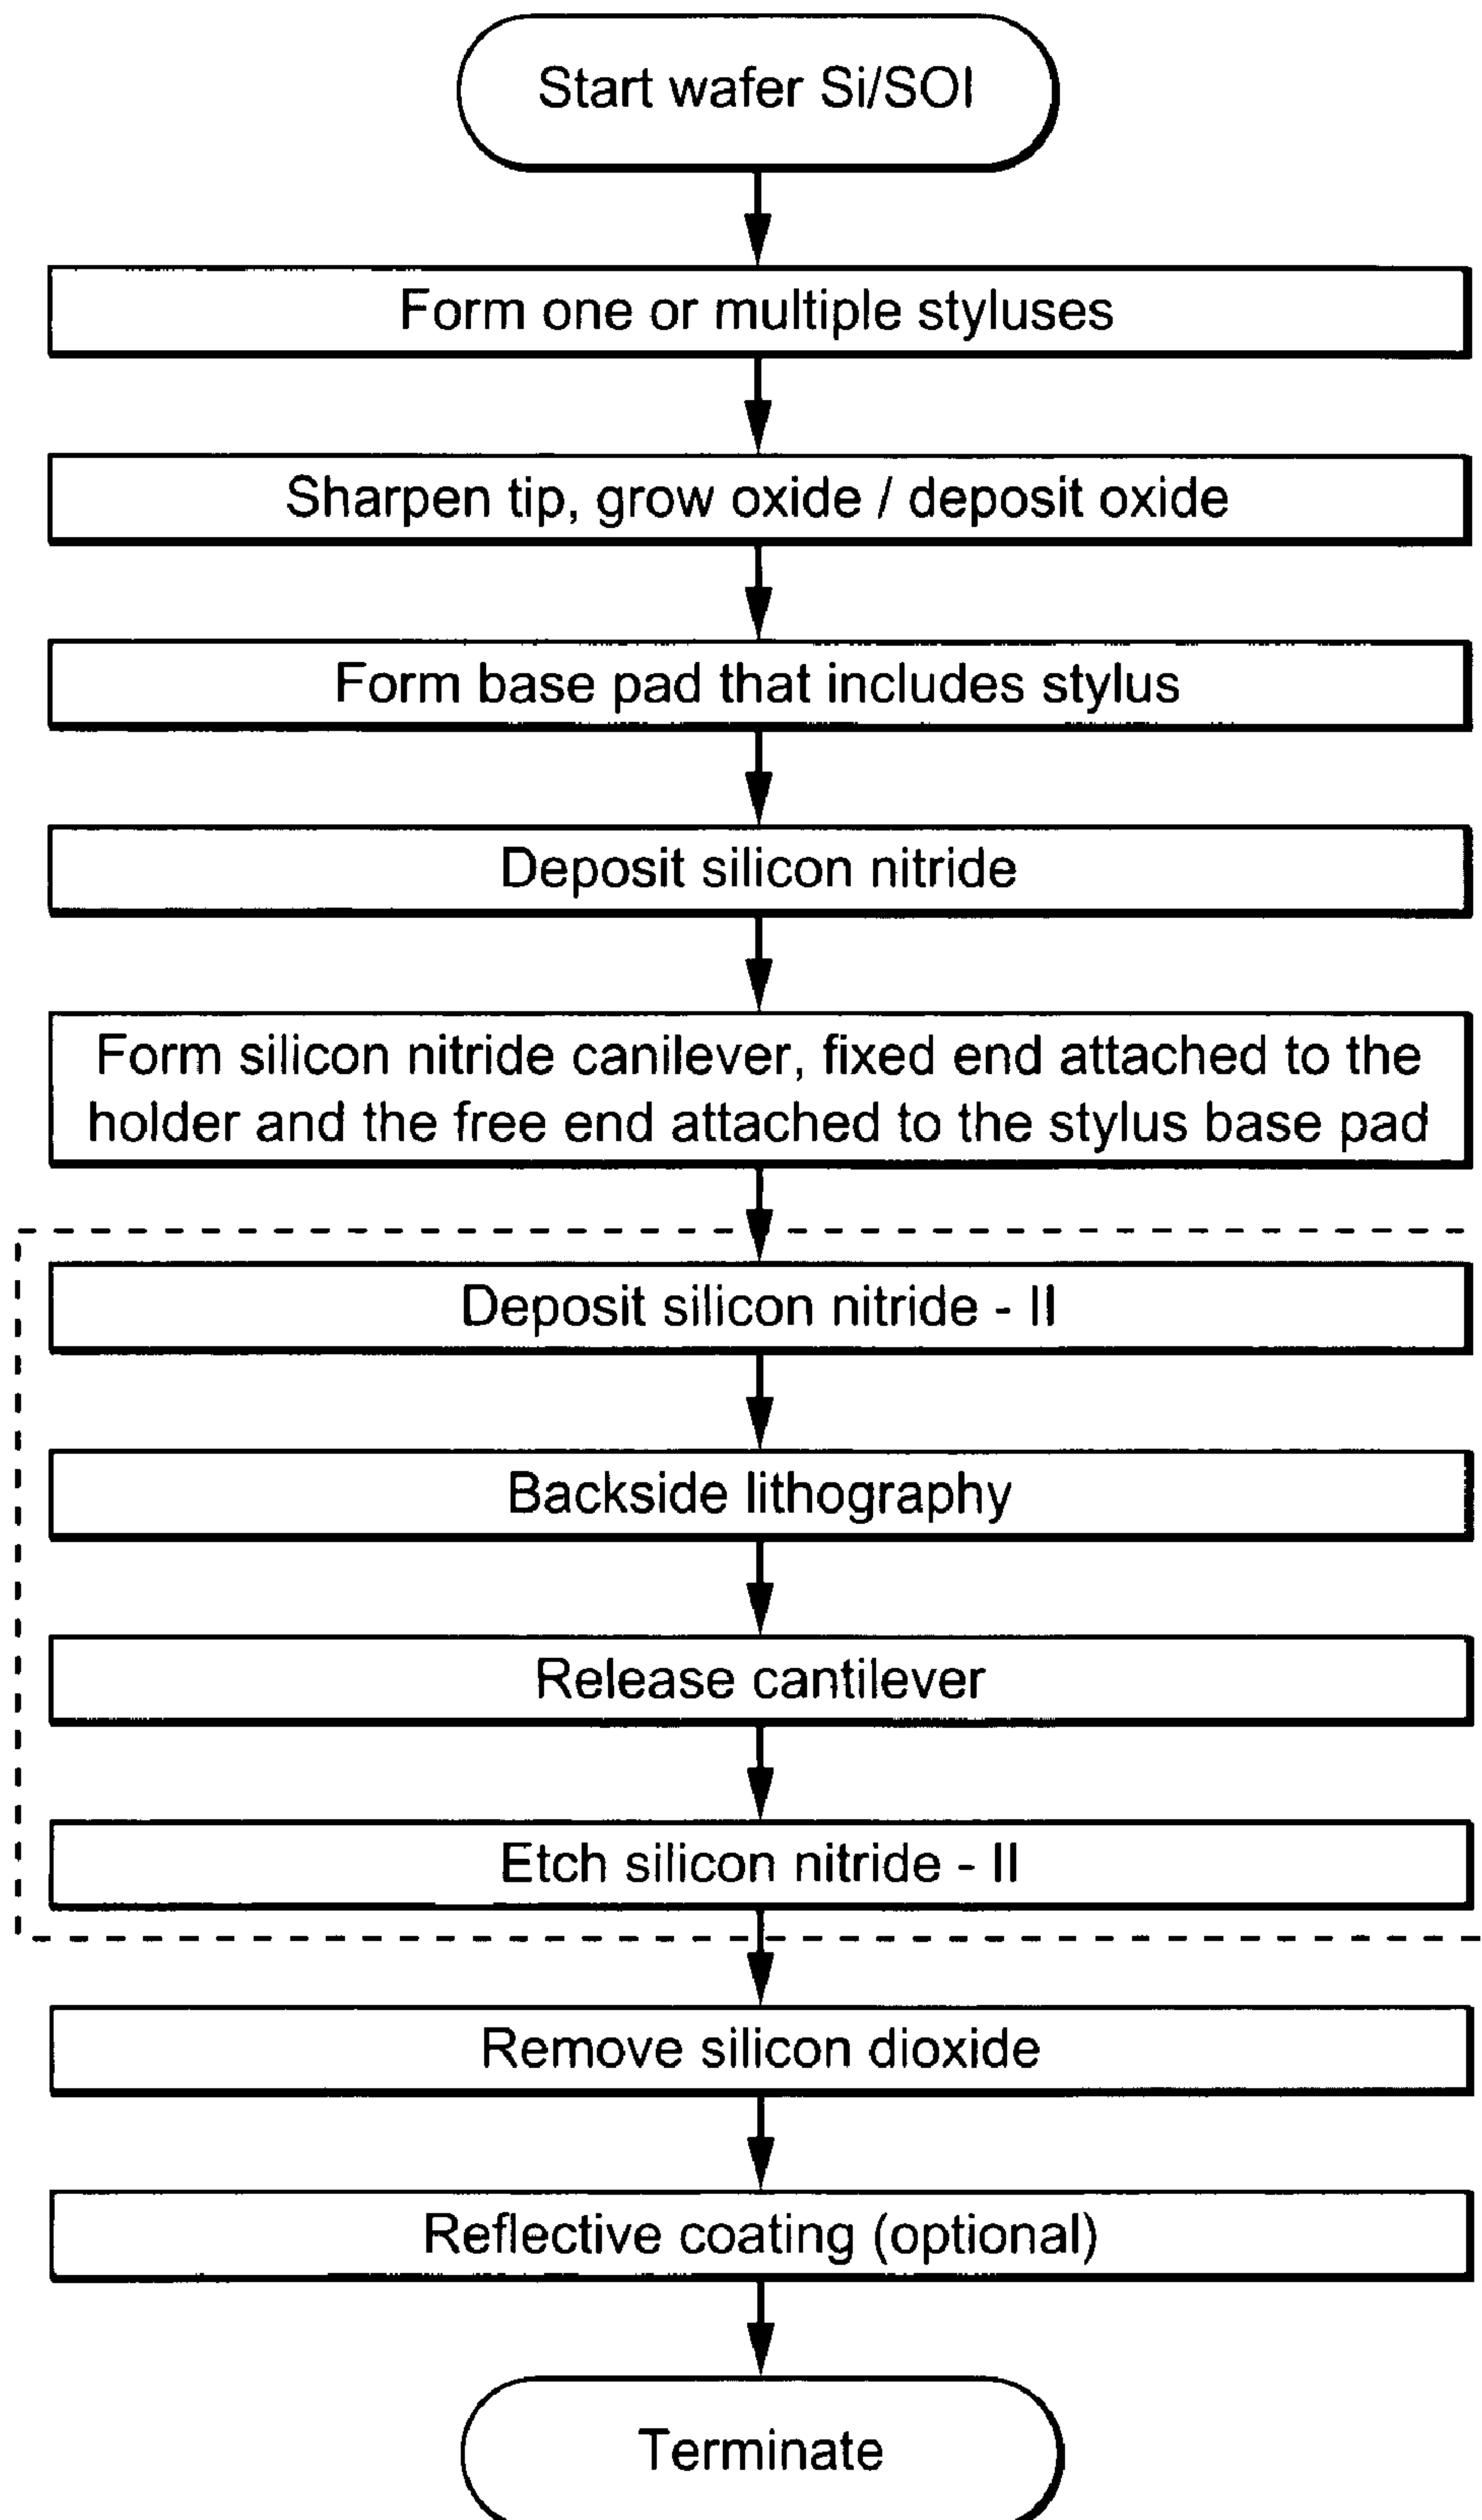 Start wafer Si/SOI
Form one or multiple styluses
Sharpen tip, grow oxide / deposit oxide
Form base pad that includes stylus
Deposit silicon nitride
Form silicon nitride canilever, fixed end attached to the
holder and the free end attached to the stylus base pad
Deposit silicon nitride - II
Backside lithography
Release cantilever
Etch silicon nitride - II
Remove silicon dioxide
Reflective coating (optional)
Terminate